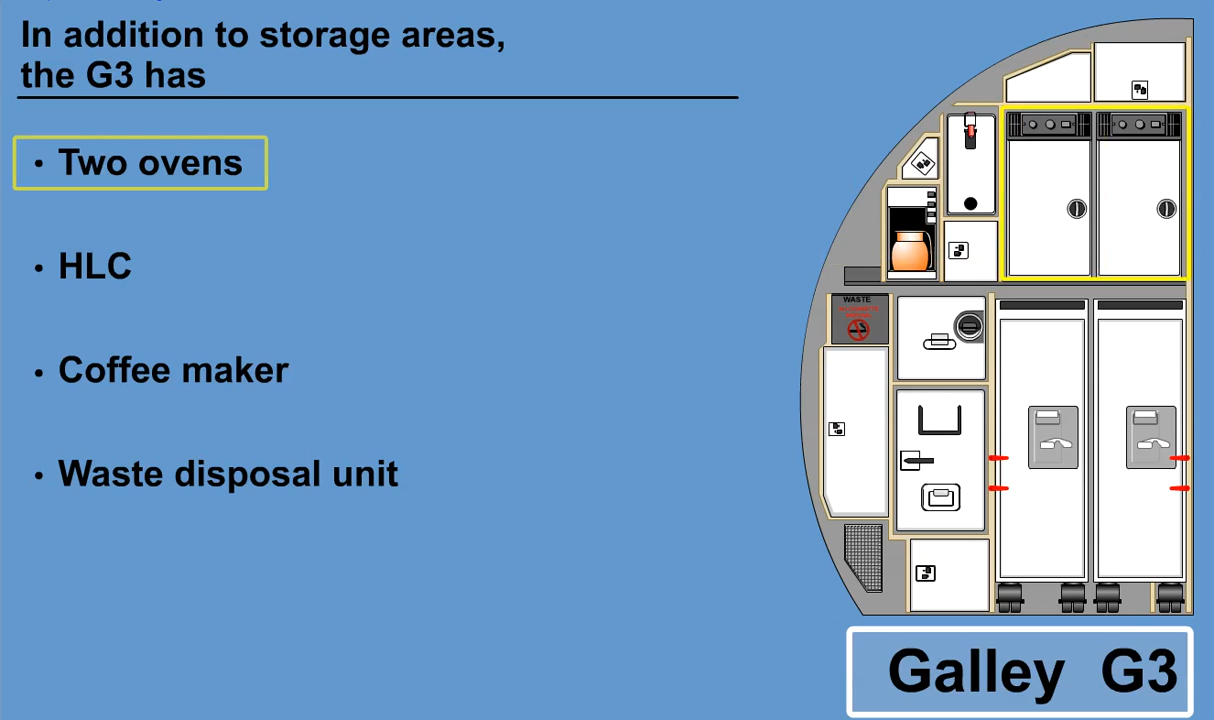 In addition to storage areas,
the G3 has
• Two ovens
• HLC
• Coffee maker
• Waste disposal unit
WASTE
Galley G3